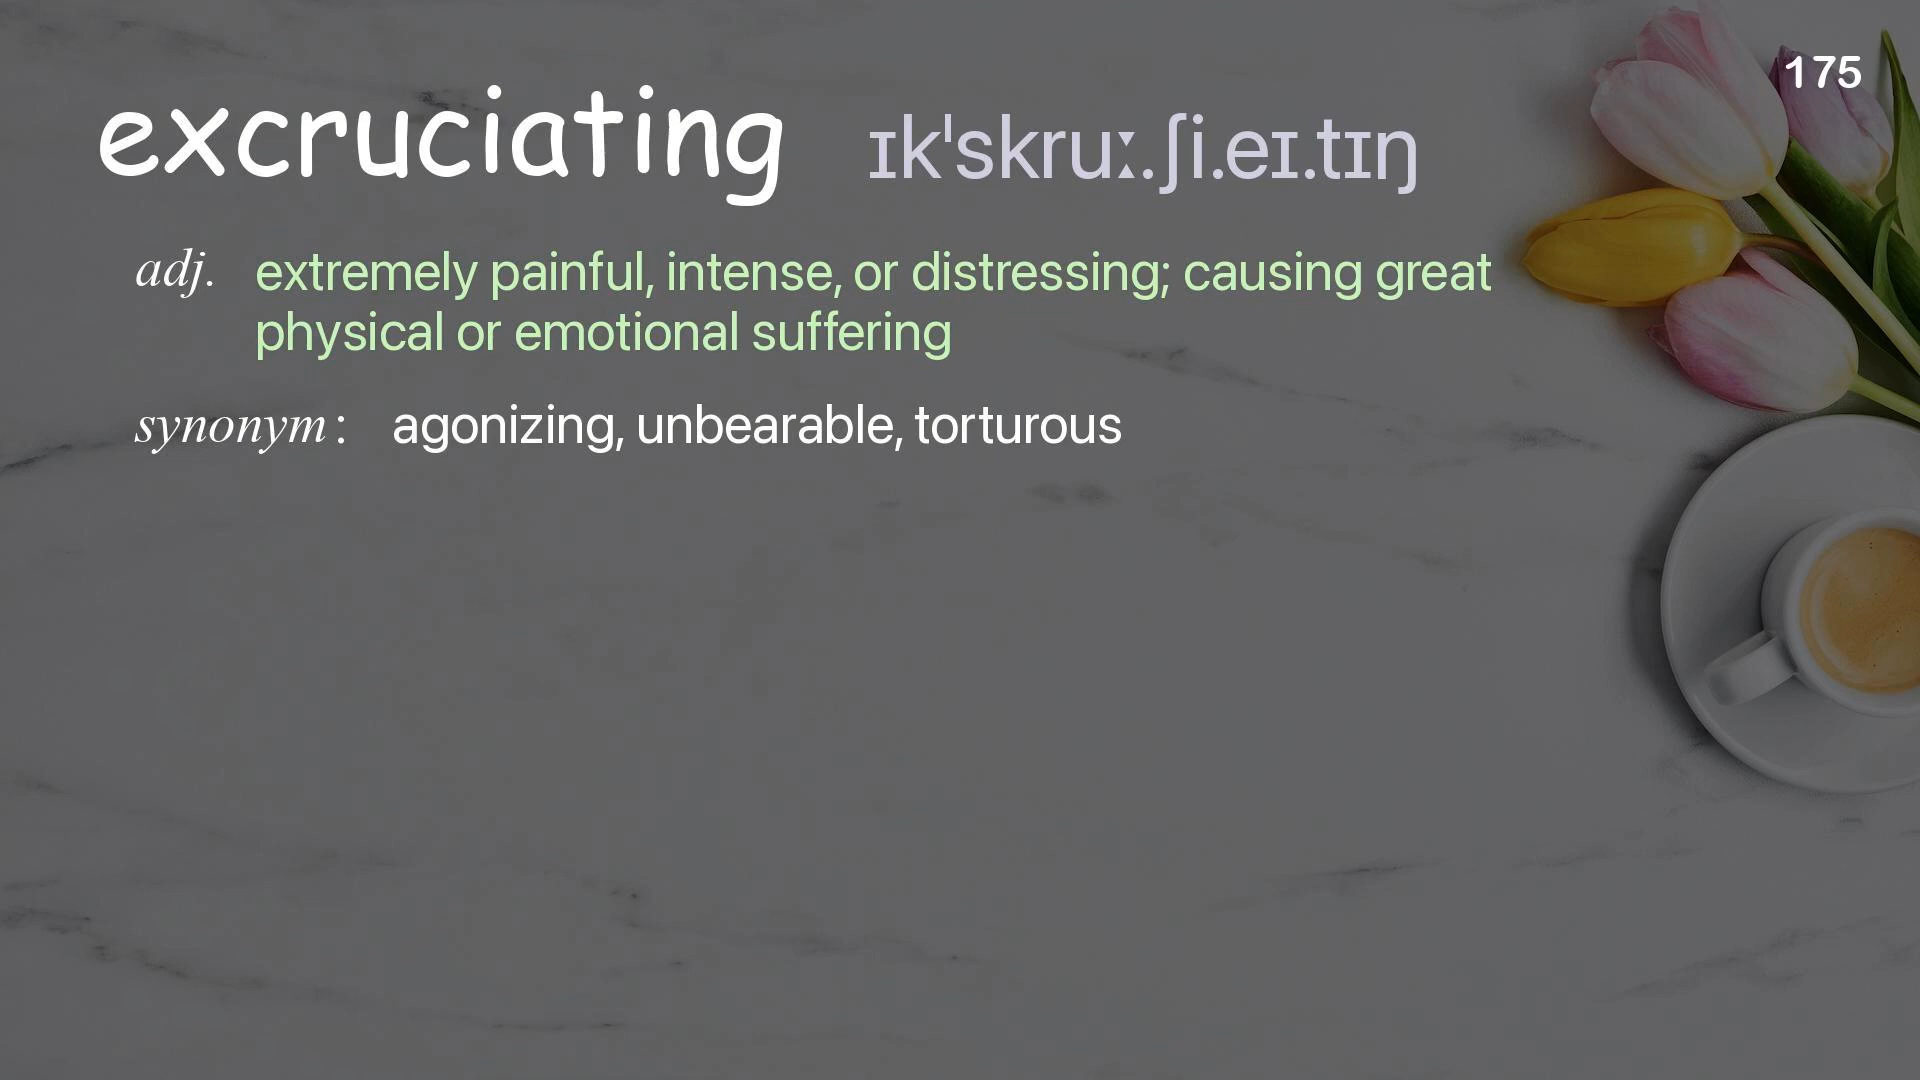 175
excruciating ɪkˈskruː.ʃi.eɪ.tɪŋ
adj. extremely painful, intense, or distressing; causing great
physical or emotional suffering
synonym : agonizing, unbearable, torturous